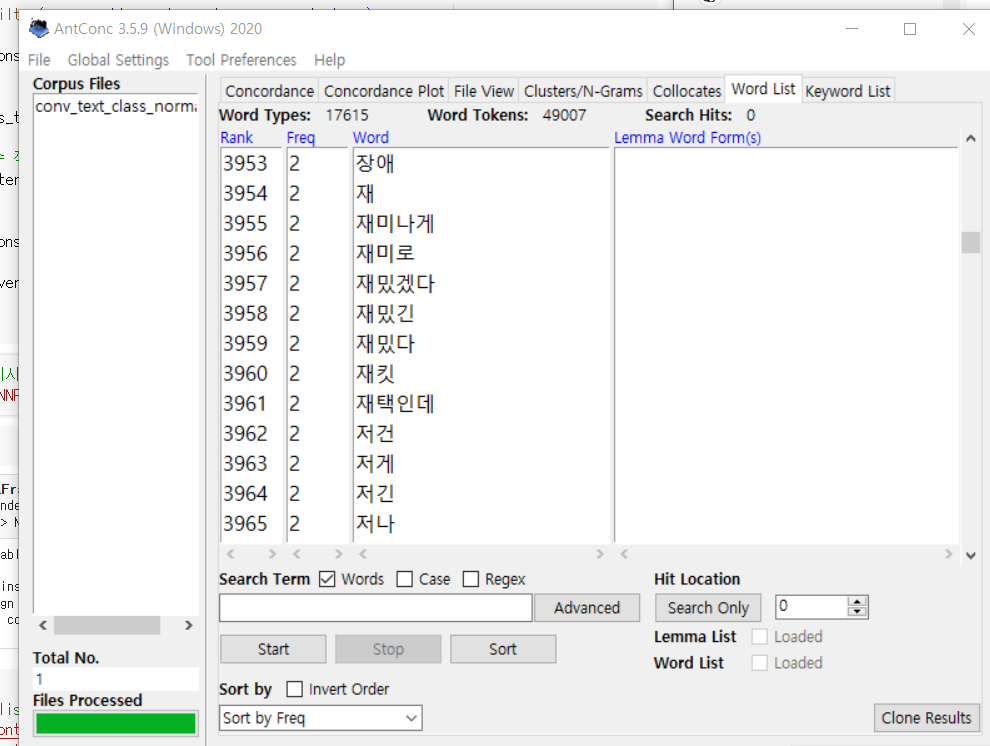 AntConc 3.5.9 (Windows) 2020
File Global Settings Tool Preferences Help
Corpus Files
conv_text_class_norma
Concordance Concordance Plot File View Clusters/N-Grams Collocates Word List Keyword List
Word Types: 17615 Word Tokens: 49007 Search Hits: 0
Rank Freq Word Lemma Word Form(s)
3953 2 장애
3954 2 재
3955 2 재미나게
3956 2 재미로
3957 2 재밌겠다
3958 2 재밌긴
3959 2 재밌다
3960 2 재킷
3961 2 재택인데
3962 2 저건
3963 2 저게
3964 2 저긴
3965 2 저나
Search Term Words Case Regex Hit Location
Advanced Search Only 0
Start Stop Sort Lemma List Loaded
Word List Loaded
Total No.
1
Files Processed
Sort by Invert Order
Sort by Freq Clone Results